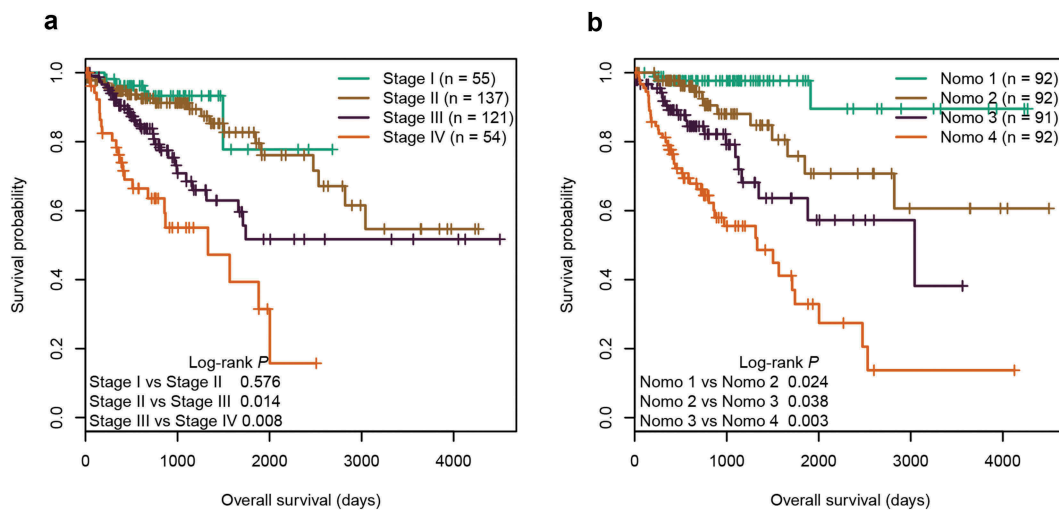 a
Stage I (n = 55)
Stage II (n = 137)
Stage III (n = 121)
Stage IV (n = 54)
Survival probability
0.0 0.2 0.4 0.6 0.8 1.0
Log-rank P
Stage I vs Stage II 0.576
Stage II vs Stage III 0.014
Stage III vs Stage IV 0.008
0 1000 2000 3000 4000
Overall survival (days)
b
Nomo 1 (n = 92)
Nomo 2 (n = 92)
Nomo 3 (n = 91)
Nomo 4 (n = 92)
Survival probability
0.0 0.2 0.4 0.6 0.8 1.0
Log-rank P
Nomo 1 vs Nomo 2 0.024
Nomo 2 vs Nomo 3 0.038
Nomo 3 vs Nomo 4 0.003
0 1000 2000 3000 4000
Overall survival (days)